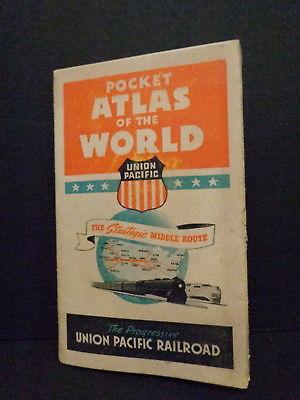 POCKET
ATLAS
OF THE
WORLD
UNION
PACIFIC
THE Strategic MIDDLE ROUTE
The Progressive
UNION PACIFIC RAILROAD